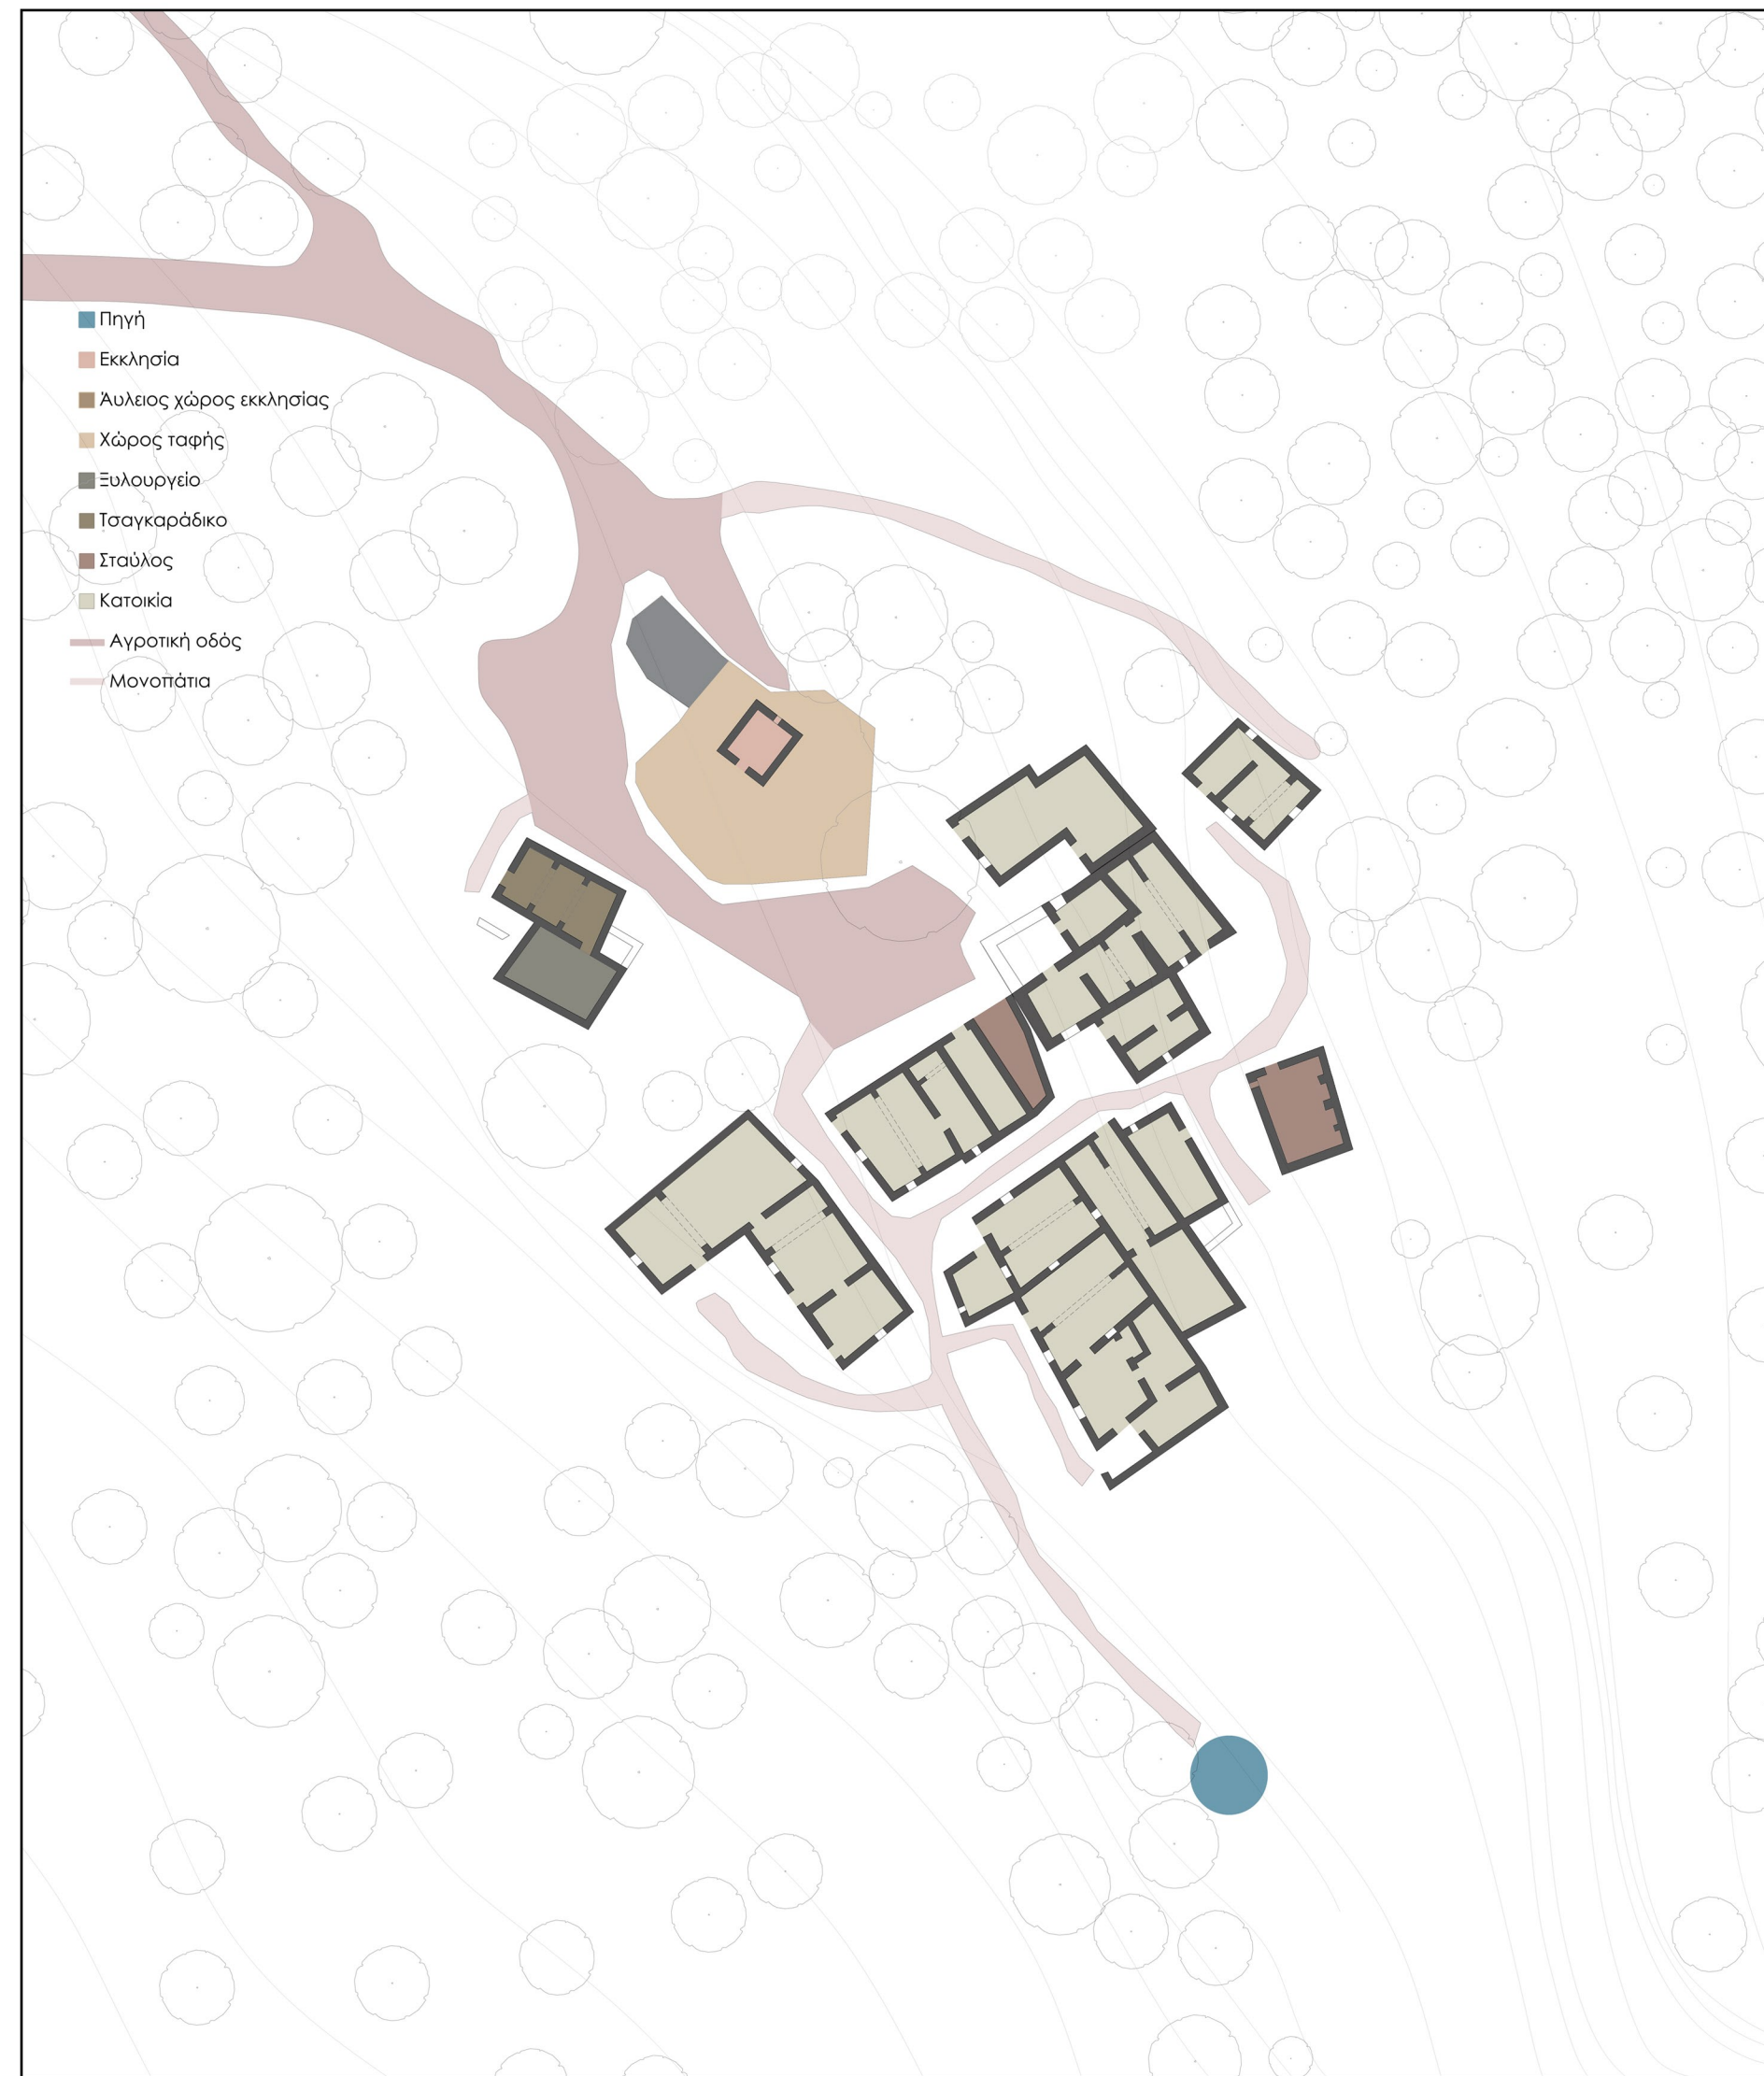 Πηγή
Εκκλησία
Άυλειος χώρος εκκλησίας
Χώρος ταφής
Ξυλουργείο
Τσαγκαράδικο
Σταύλος
Κατοικία
Αγροτική οδός
Μονοπάτια